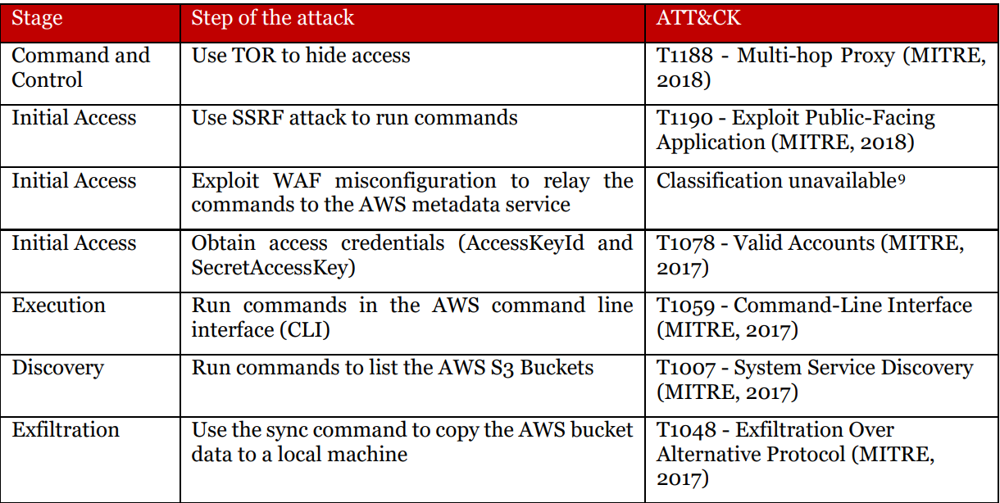 Stage Step of the attack ATT&CK
Command and Control Use TOR to hide access T1188 - Multi-hop Proxy (MITRE, 2018)
Initial Access Use SSRF attack to run commands T1190 - Exploit Public-Facing Application (MITRE, 2018)
Initial Access Exploit WAF misconfiguration to relay the commands to the AWS metadata service Classification unavailable⁹
Initial Access Obtain access credentials (AccessKeyId and SecretAccessKey) T1078 - Valid Accounts (MITRE, 2017)
Execution Run commands in the AWS command line interface (CLI) T1059 - Command-Line Interface (MITRE, 2017)
Discovery Run commands to list the AWS S3 Buckets T1007 - System Service Discovery (MITRE, 2017)
Exfiltration Use the sync command to copy the AWS bucket data to a local machine T1048 - Exfiltration Over Alternative Protocol (MITRE, 2017)